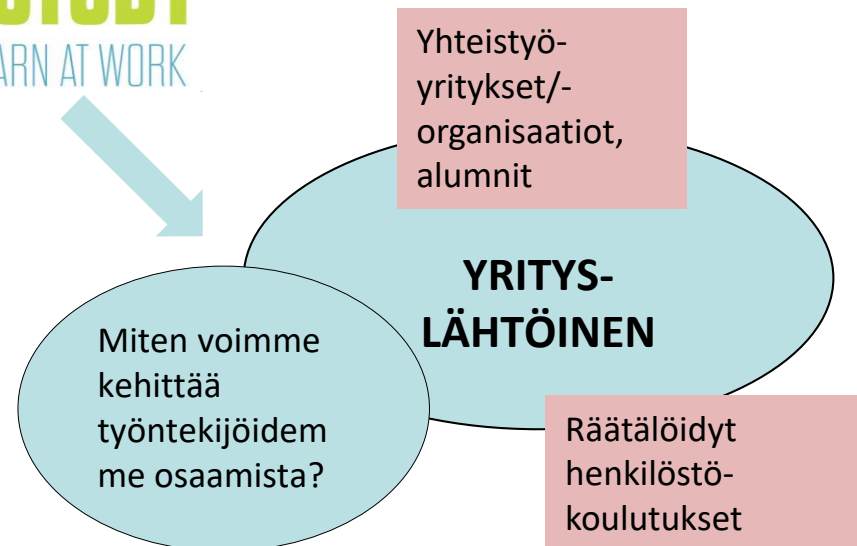 ARN AT WORK
Yhteistyö-
yritykset/-
organisaatiot,
alumnit
YRITYS-
LÄHTÖINEN
Miten voimme
kehittää
työntekijöidem
me osaamista?
Räätälöidyt
henkilöstö-
koulutukset